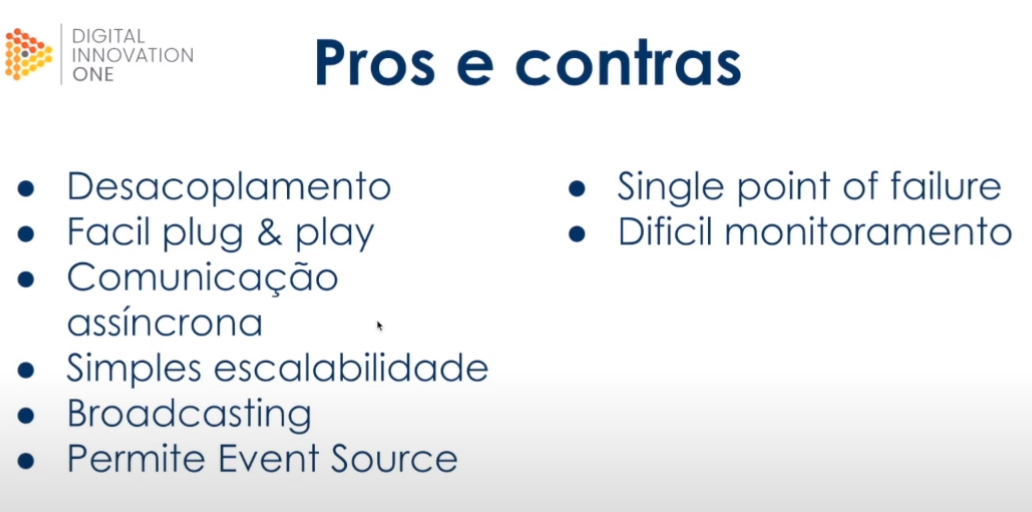 DIGITAL
INNOVATION
ONE
Pros e contras
● Desacoplamento
● Facil plug & play
● Comunicação
assíncrona
● Simples escalabilidade
● Broadcasting
● Permite Event Source
● Single point of failure
● Dificil monitoramento